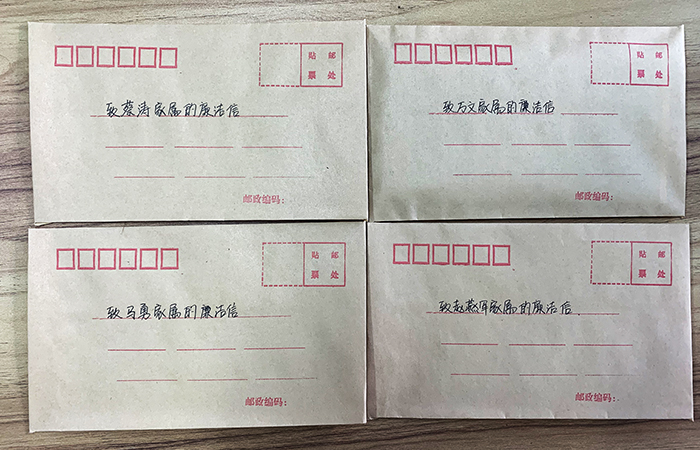 贴 邮
票 处
致蔡涛家属的廉洁信
邮政编码:
贴 邮
票 处
致万文家属的廉洁信
邮政编码:
贴 邮
票 处
致马勇家属的廉洁信
邮政编码:
贴 邮
票 处
致赵燕军家属的廉洁信
邮政编码: